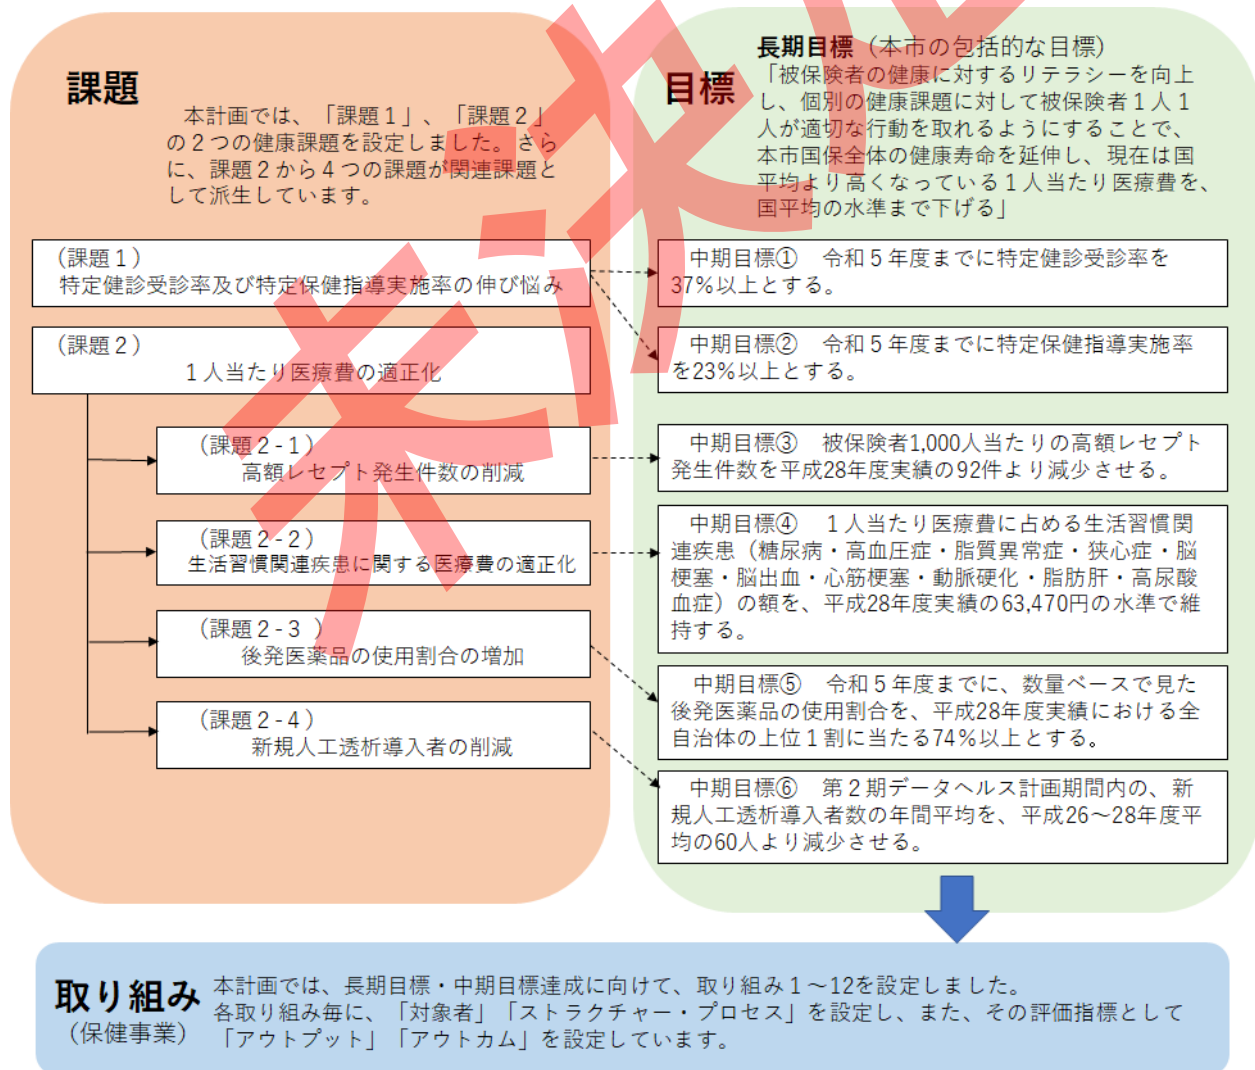 課題
本計画では、「課題１」、「課題２」
の２つの健康課題を設定しました。さら
に、課題２から４つの課題が関連課題と
して派生しています。
（課題１）
特定健診受診率及び特定保健指導実施率の伸び悩み
（課題２）
１人当たり医療費の適正化
（課題２-１）
高額レセプト発生件数の削減
（課題２-２）
生活習慣関連疾患に関する医療費の適正化
（課題２-３ ）
後発医薬品の使用割合の増加
（課題２-４）
新規人工透析導入者の削減
目標
長期目標（本市の包括的な目標）
「被保険者の健康に対するリテラシーを向上
し、個別の健康課題に対して被保険者１人１
人が適切な行動を取れるようにすることで、
本市国保全体の健康寿命を延伸し、現在は国
平均より高くなっている１人当たり医療費を、
国平均の水準まで下げる」
中期目標①　令和５年度までに特定健診受診率を
37％以上とする。
中期目標②　令和５年度までに特定保健指導実施率
を23％以上とする。
中期目標③　被保険者1,000人当たりの高額レセプト
発生件数を平成28年度実績の92件より減少させる。
中期目標④　１人当たり医療費に占める生活習慣関
連疾患（糖尿病・高血圧症・脂質異常症・狭心症・脳
梗塞・脳出血・心筋梗塞・動脈硬化・脂肪肝・高尿酸
血症）の額を、平成28年度実績の63,470円の水準で維
持する。
中期目標⑤　令和５年度までに、数量ベースで見た
後発医薬品の使用割合を、平成28年度実績における全
自治体の上位１割に当たる74％以上とする。
中期目標⑥　第２期データヘルス計画期間内の、新
規人工透析導入者数の年間平均を、平成26～28年度平
均の60人より減少させる。
取り組み
（保健事業）
本計画では、長期目標・中期目標達成に向けて、取り組み１～12を設定しました。
各取り組み毎に、「対象者」「ストラクチャー・プロセス」を設定し、また、その評価指標として
「アウトプット」「アウトカム」を設定しています。
未決定